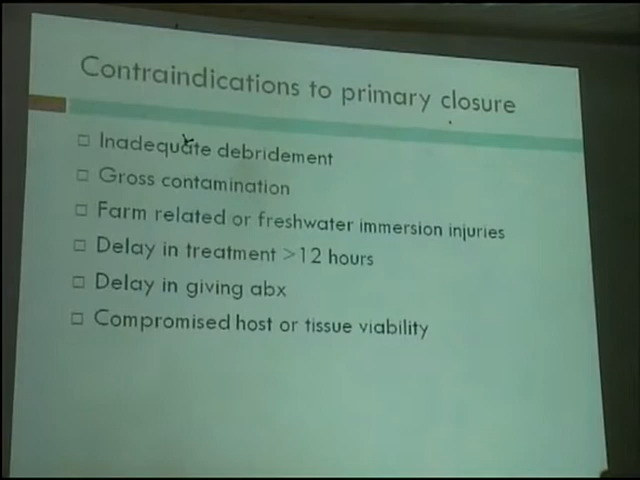 Contraindications to primary closure
Inadequate debridement
Gross contamination
Farm related or freshwater immersion injuries
Delay in treatment >12 hours
Delay in giving abx
Compromised host or tissue viability